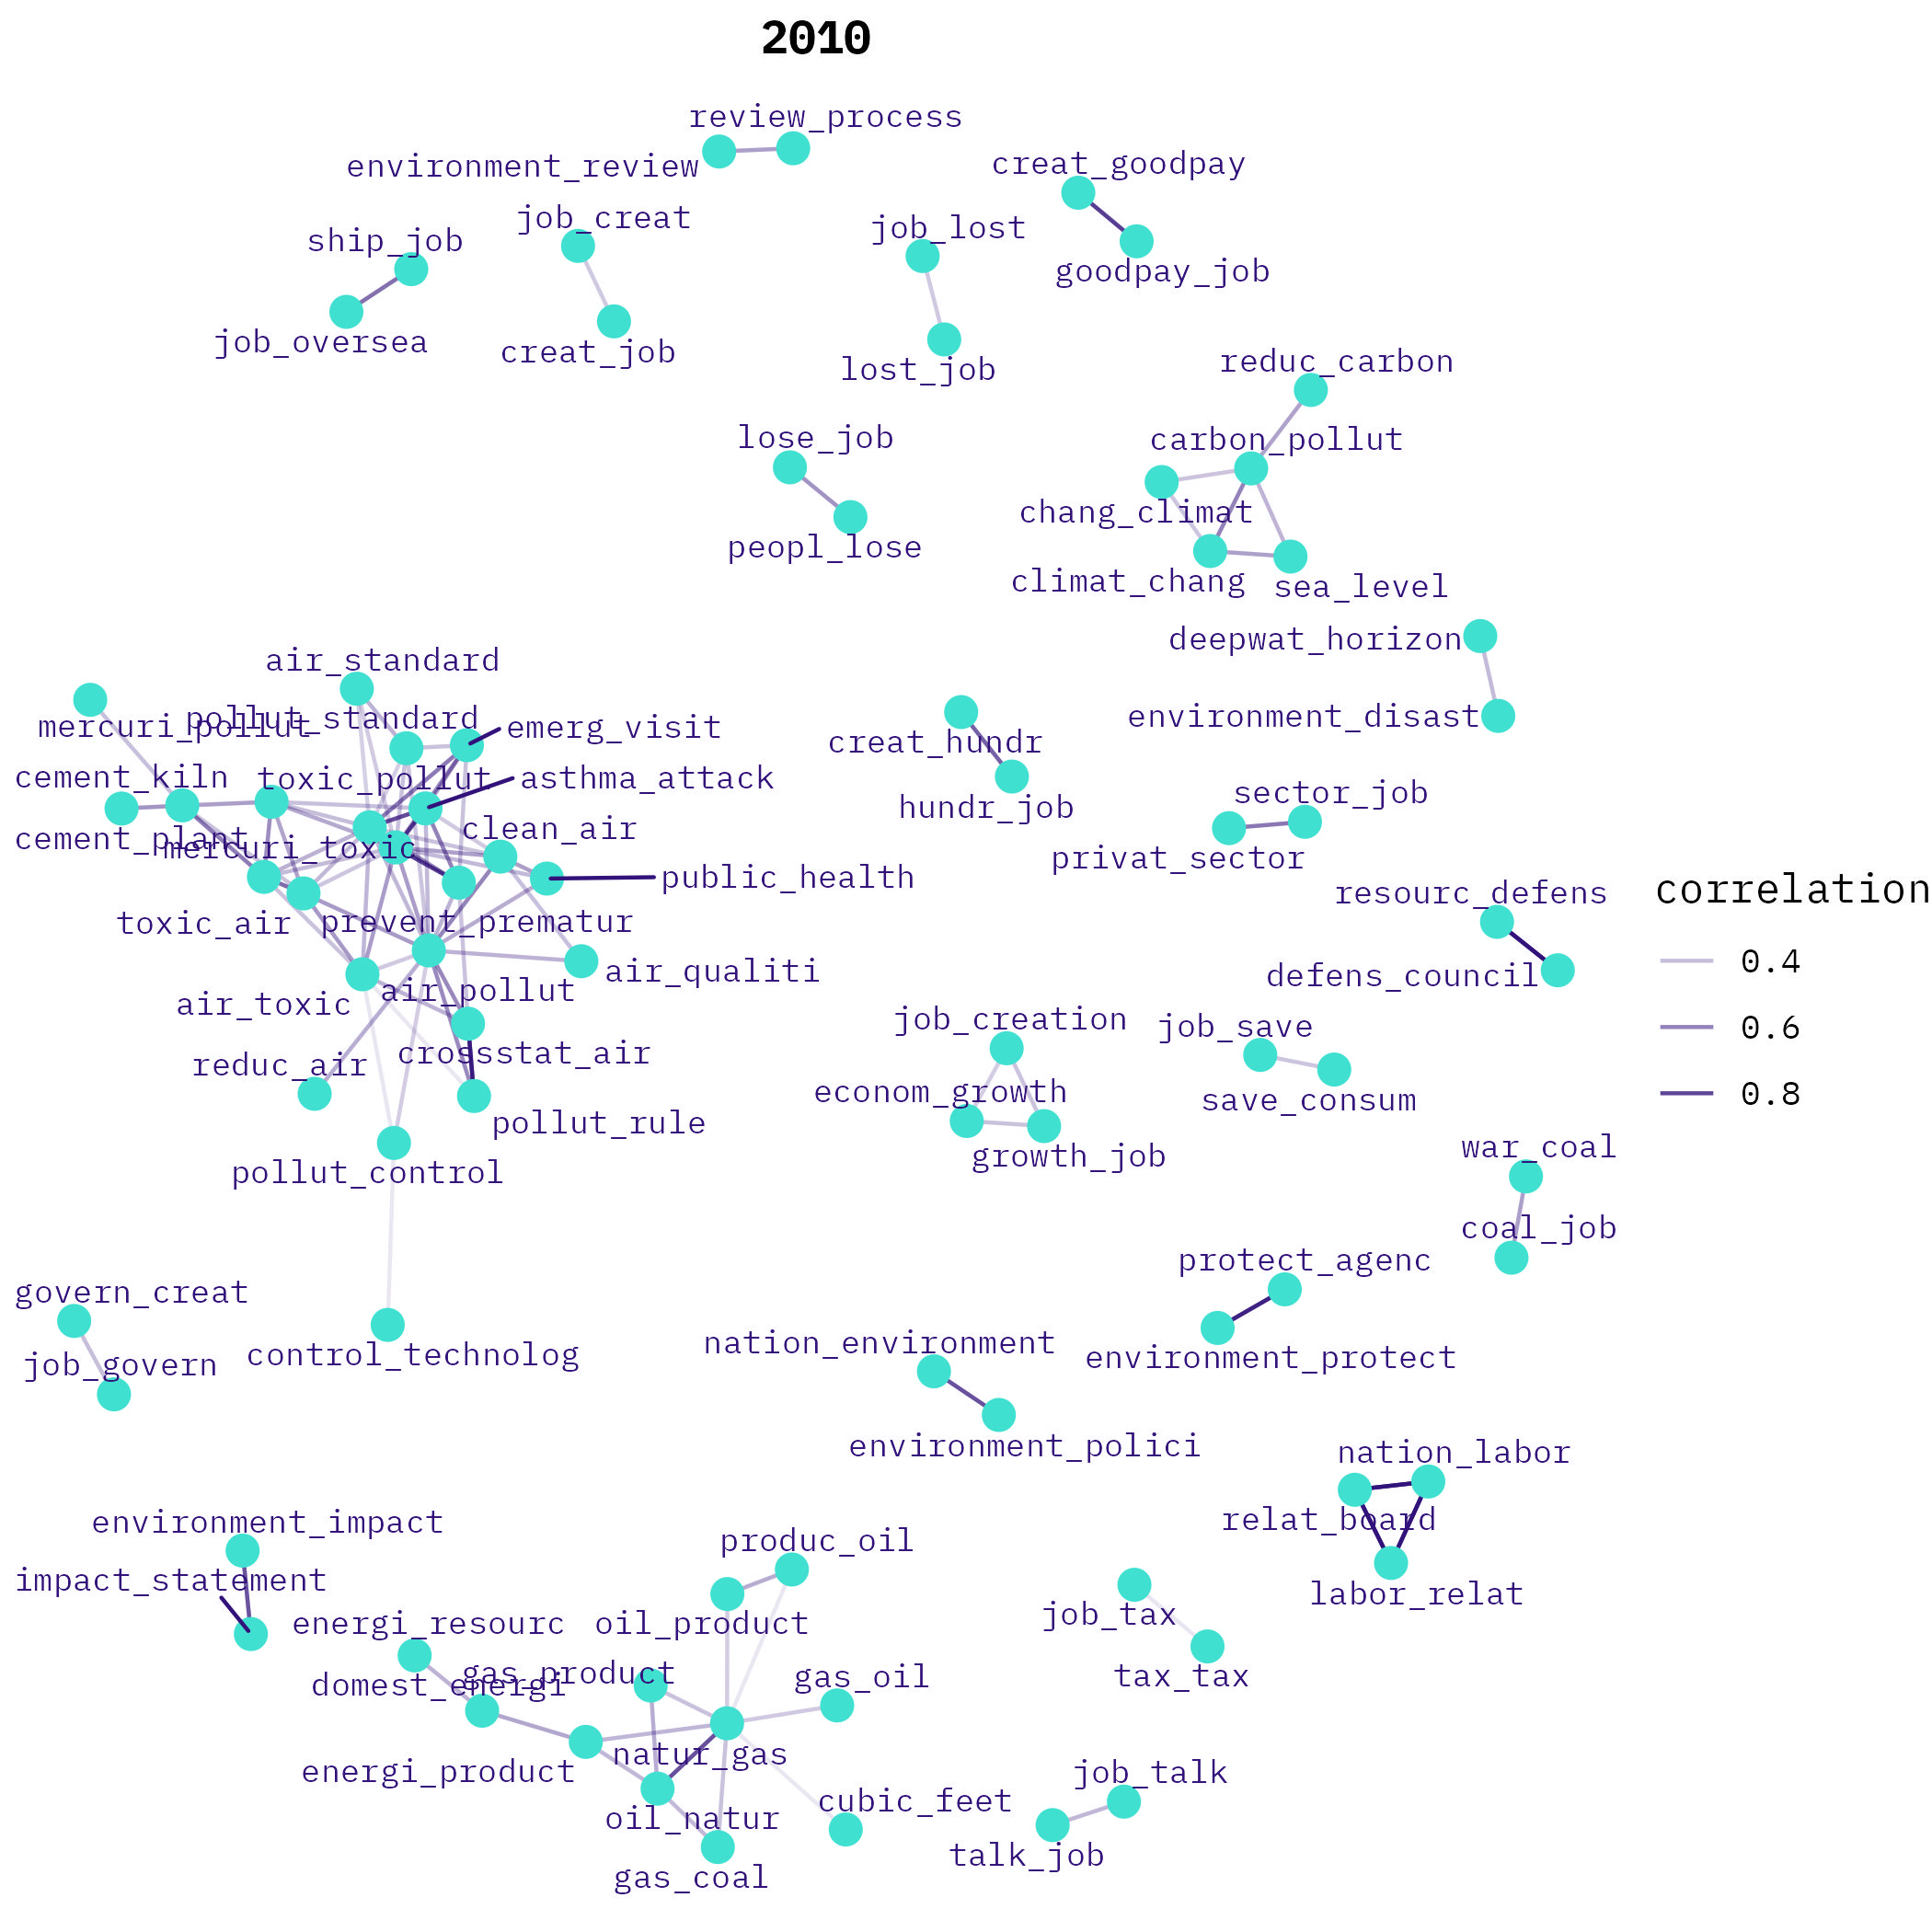 2010
review_process
environment_review
creat_goodpay
job_creat
job_lost
ship_job
goodpay_job
job_oversea
creat_job
lost_job
reduc_carbon
lose_job
carbon_pollut
chang_climat
peopl_lose
climat_chang
sea_level
deepwat_horizon
air_standard
pollut_standard
mercuri_pollut
emerg_visit
environment_disast
creat_hundr
cement_kiln
toxic_pollut
asthma_attack
sector_job
hundr_job
clean_air
cement_plant
mercuri_toxic
privat_sector
public_health
correlation
resourc_defens
toxic_air
prevent_prematur
0.4
air_qualiti
defens_council
air_pollut
air_toxic
job_creation
job_save
0.6
crossstat_air
reduc_air
econom_growth
0.8
save_consum
pollut_rule
war_coal
growth_job
pollut_control
coal_job
protect_agenc
govern_creat
nation_environment
control_technolog
environment_protect
job_govern
environment_polici
nation_labor
environment_impact
relat_board
produc_oil
impact_statement
labor_relat
energi_resourc
oil_product
job_tax
gas_product
gas_oil
tax_tax
domest_energi
natur_gas
energi_product
job_talk
cubic_feet
oil_natur
talk_job
gas_coal